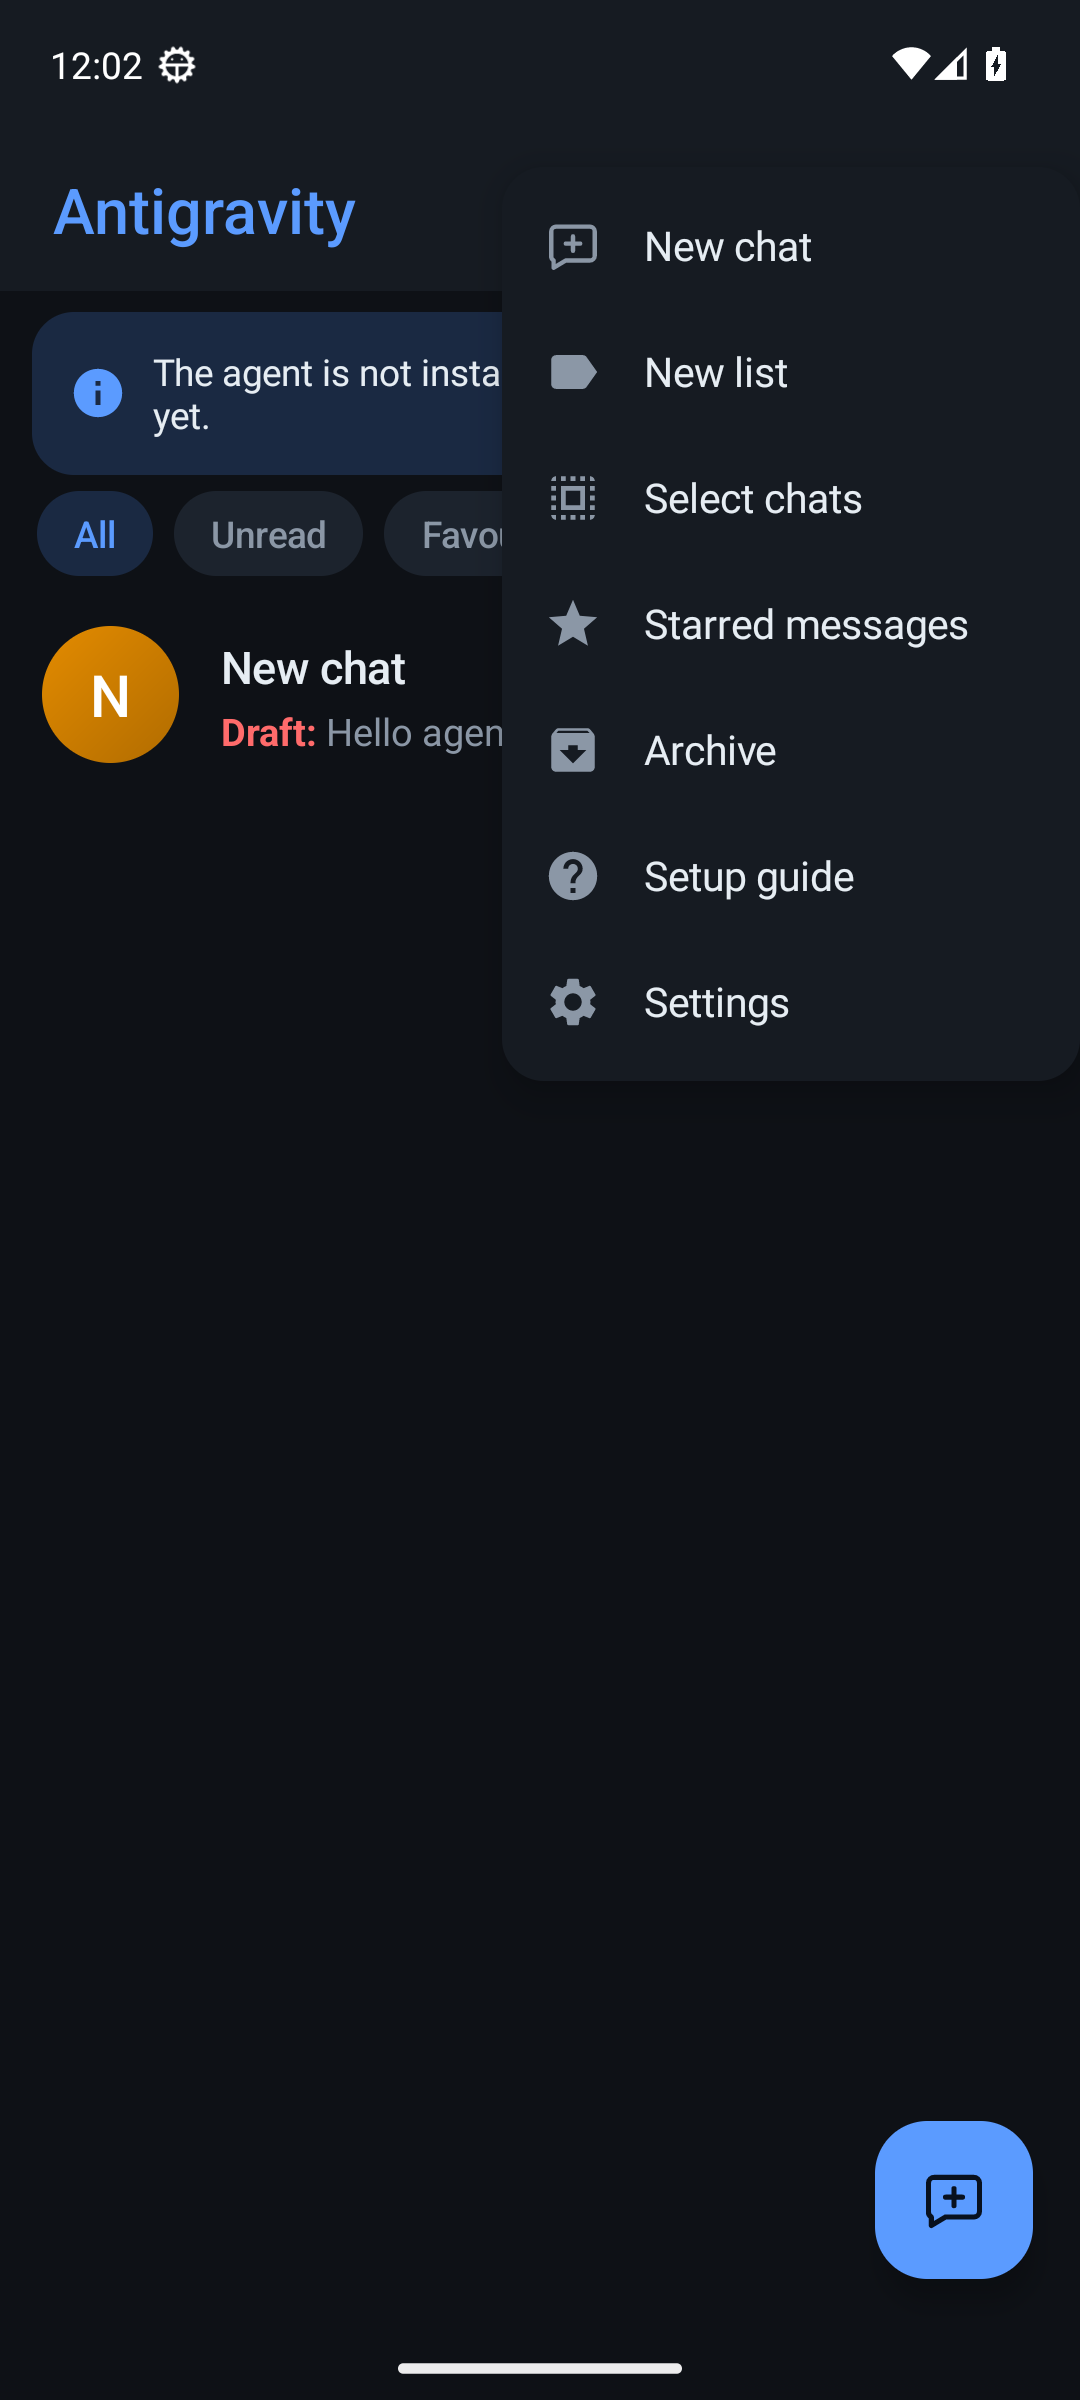 12:02
Antigravity
The agent is not insta
yet.
All
Unread
Favou
N
New chat
Draft: Hello agen
New chat
New list
Select chats
Starred messages
Archive
Setup guide
Settings